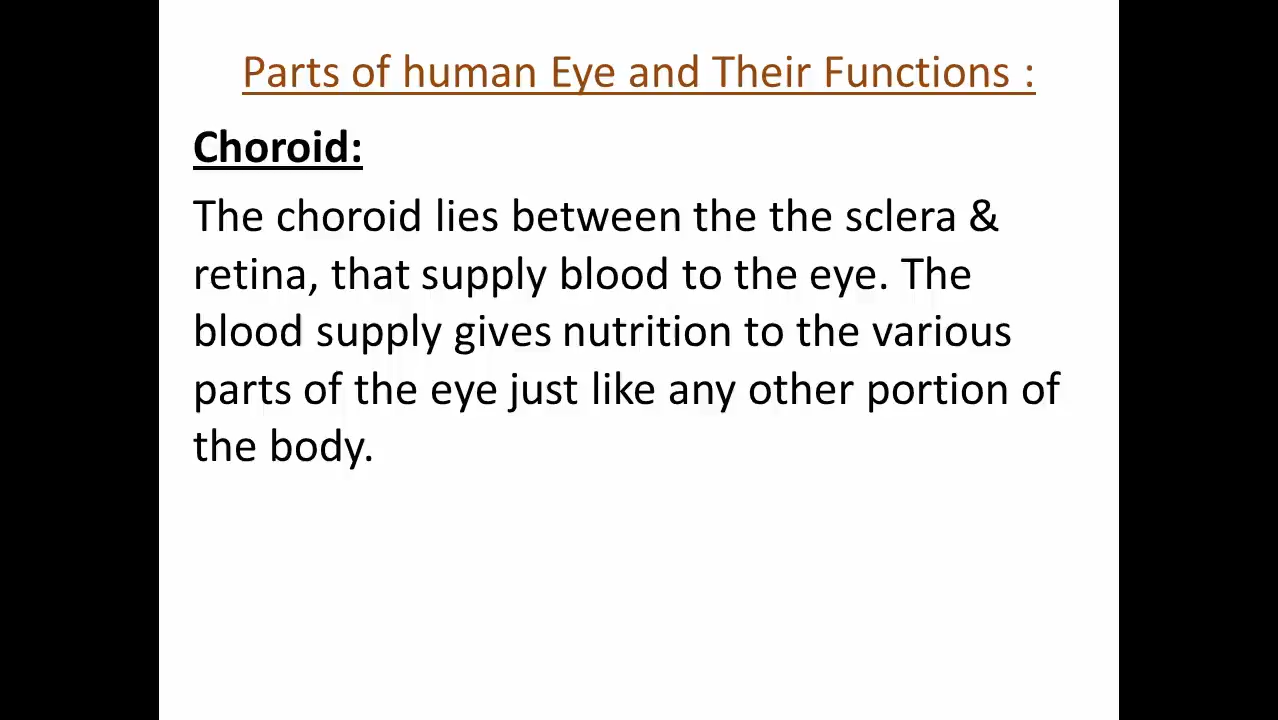 Parts of human Eye and Their Functions :
Choroid:
The choroid lies between the the sclera &
retina, that supply blood to the eye. The
blood supply gives nutrition to the various
parts of the eye just like any other portion of
the body.